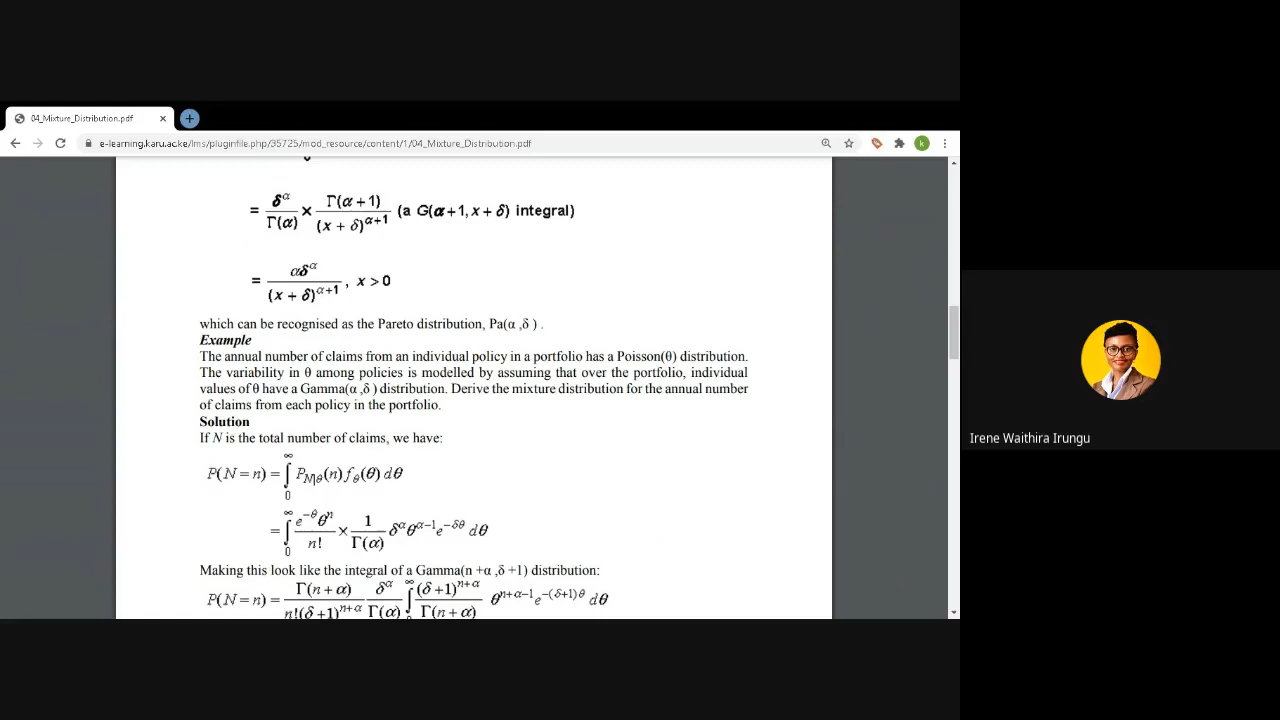 04_Mixture_Distribution.pdf
e-learning.karu.ac.ke/lms/pluginfile.php/35725/mod_resource/content/1/04_Mixture_Distribution.pdf
k
= δ^α / Γ(α) × Γ(α+1) / (x + δ)^(α+1) (a G(α+1, x + δ) integral)
= αδ^α / (x + δ)^(α+1), x > 0
which can be recognised as the Pareto distribution, Pa(α ,δ ) .
Example
The annual number of claims from an individual policy in a portfolio has a Poisson(θ) distribution.
The variability in θ among policies is modelled by assuming that over the portfolio, individual
values of θ have a Gamma(α ,δ ) distribution. Derive the mixture distribution for the annual number
of claims from each policy in the portfolio.
Solution
If N is the total number of claims, we have:
P(N = n) = ∫₀^∞ P_N|θ(n) f_θ(θ) dθ
= ∫₀^∞ e^(−θ) θ^n / n! × 1 / Γ(α) δ^α θ^(α−1) e^(−δθ) dθ
Making this look like the integral of a Gamma(n +α ,δ +1) distribution:
P(N = n) = Γ(n + α) / n!(δ + 1)^(n+α) δ^α / Γ(α) ∫₀^∞ (δ + 1)^(n+α) / Γ(n + α) θ^(n+α−1) e^(−(δ+1)θ) dθ
Irene Waithira Irungu